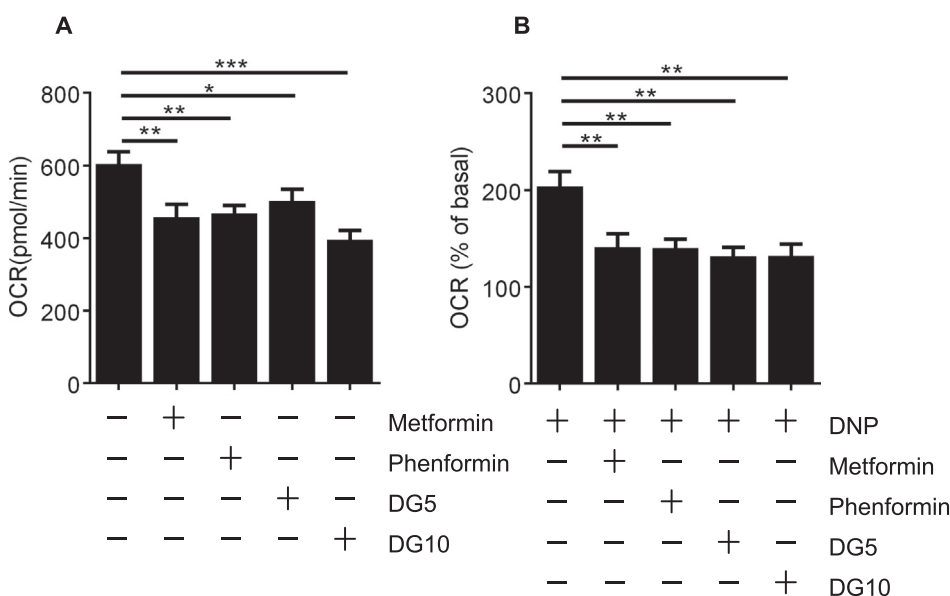 A
OCR(pmol/min)
800
600
400
200
0
***
*
**
**
− + − − − Metformin
− − + − − Phenformin
− − − + − DG5
− − − − + DG10
B
OCR (% of basal)
300
200
100
0
**
**
**
**
+ + + + + DNP
− + − − − Metformin
− − + − − Phenformin
− − − + − DG5
− − − − + DG10